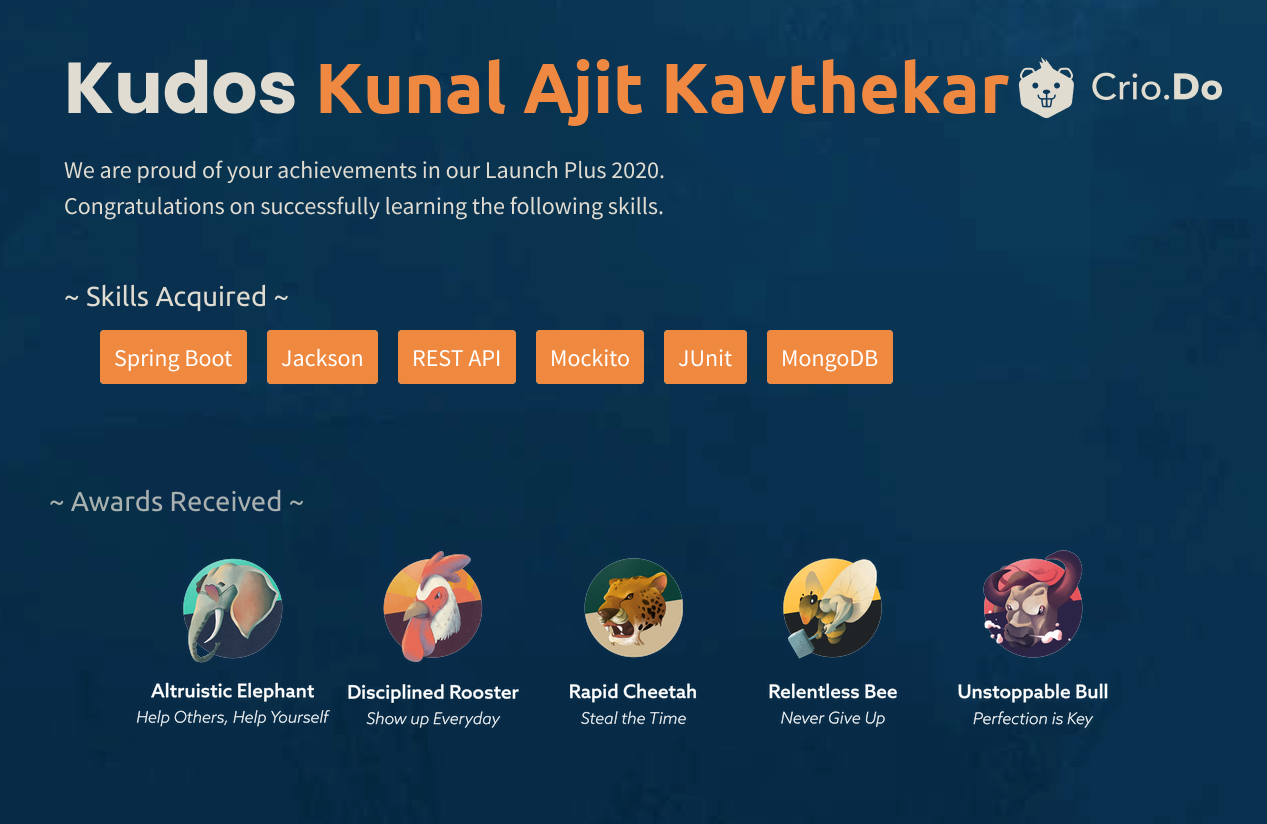 Kudos Kunal Ajit Kavthekar Crio.Do
We are proud of your achievements in our Launch Plus 2020.
Congratulations on successfully learning the following skills.
~ Skills Acquired ~
Spring Boot Jackson REST API Mockito JUnit MongoDB
~ Awards Received ~
Altruistic Elephant Disciplined Rooster Rapid Cheetah Relentless Bee Unstoppable Bull
Help Others, Help Yourself Show up Everyday Steal the Time Never Give Up Perfection is Key